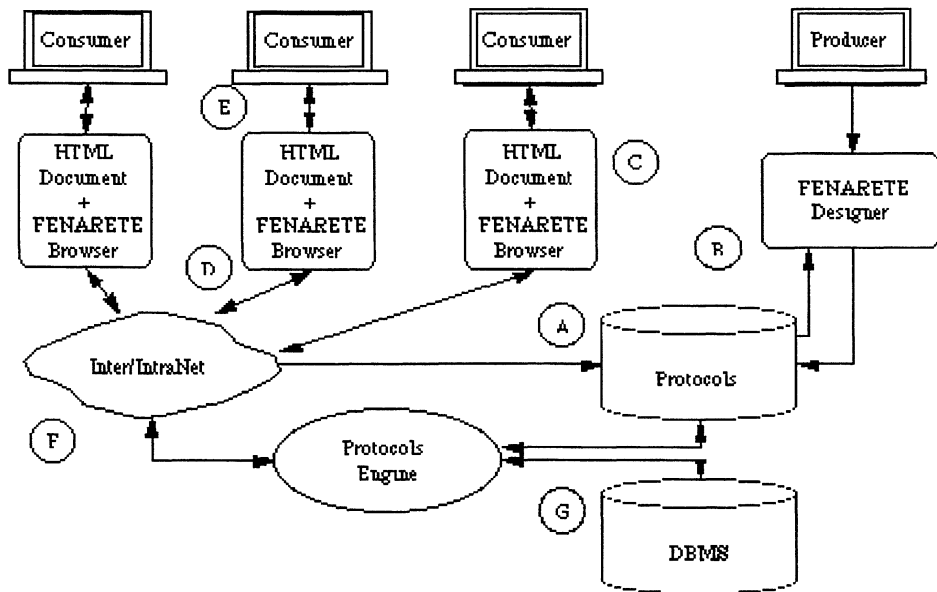 Consumer
Consumer
Consumer
Producer
E
HTML
Document
+
FENARETE
Browser
HTML
Document
+
FENARETE
Browser
HTML
Document
+
FENARETE
Browser
C
FENARETE
Designer
D
B
A
Inter/IntraNet
Protocols
F
Protocols
Engine
G
DBMS